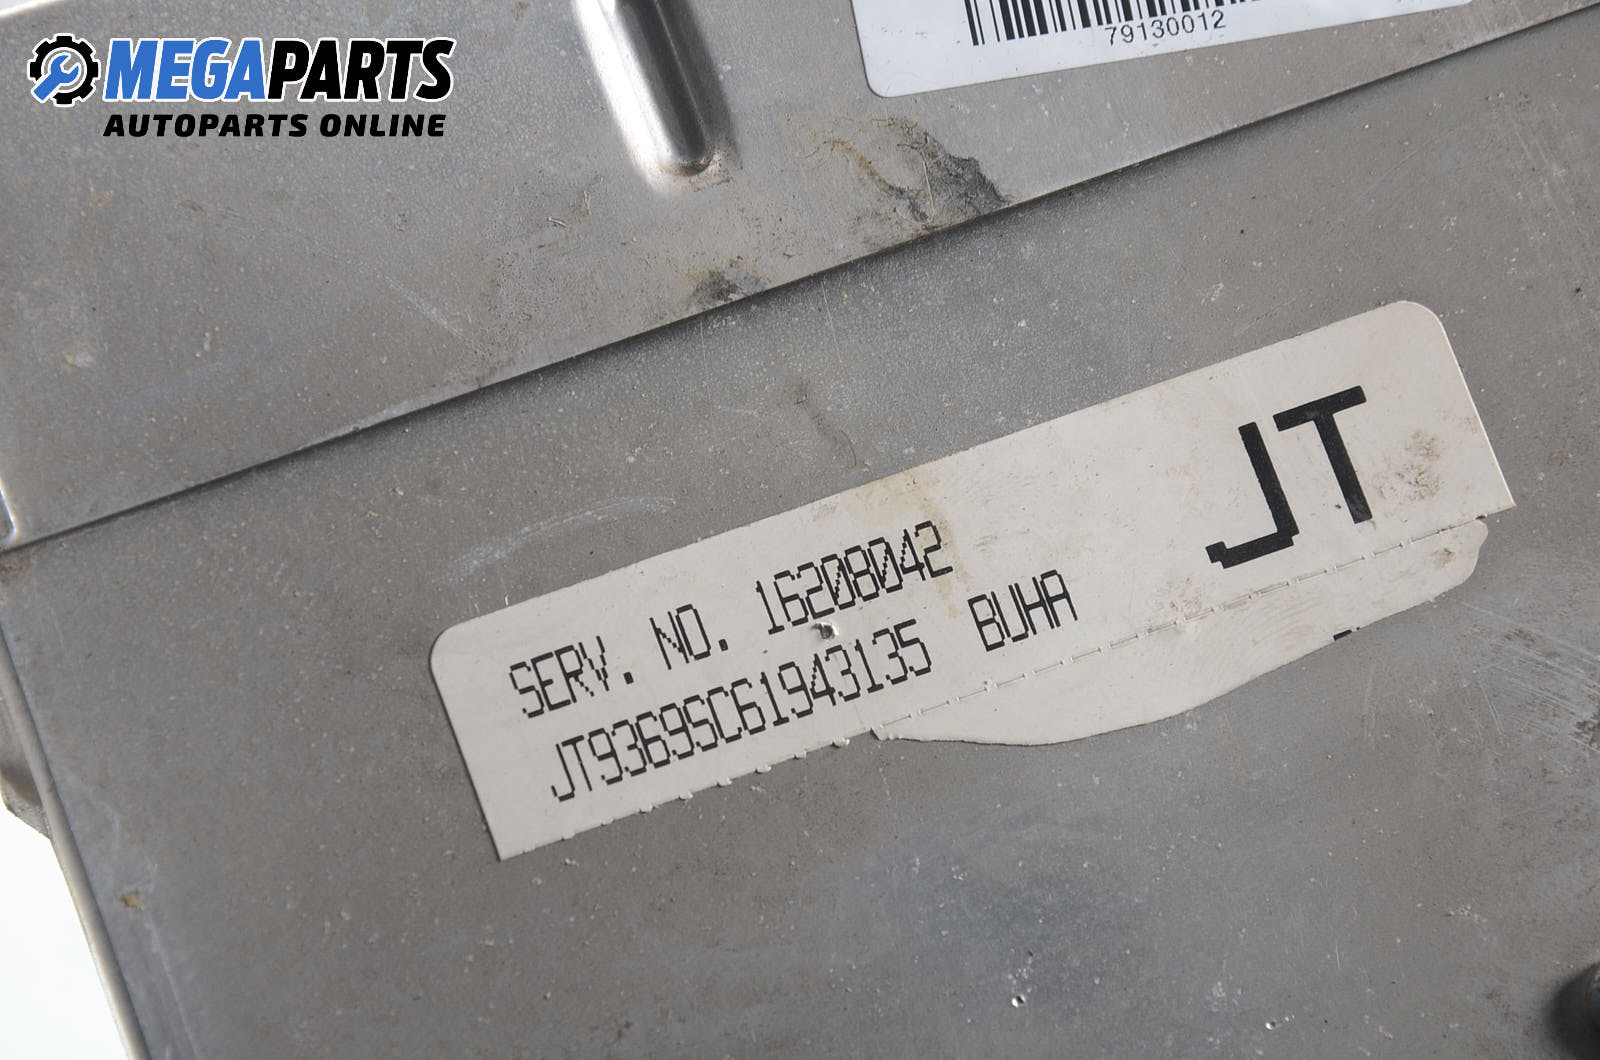 MEGAPARTS
AUTOPARTS ONLINE
79130012
JT
SERV. NO. 16208042
JT9369SC61943135 BUHA